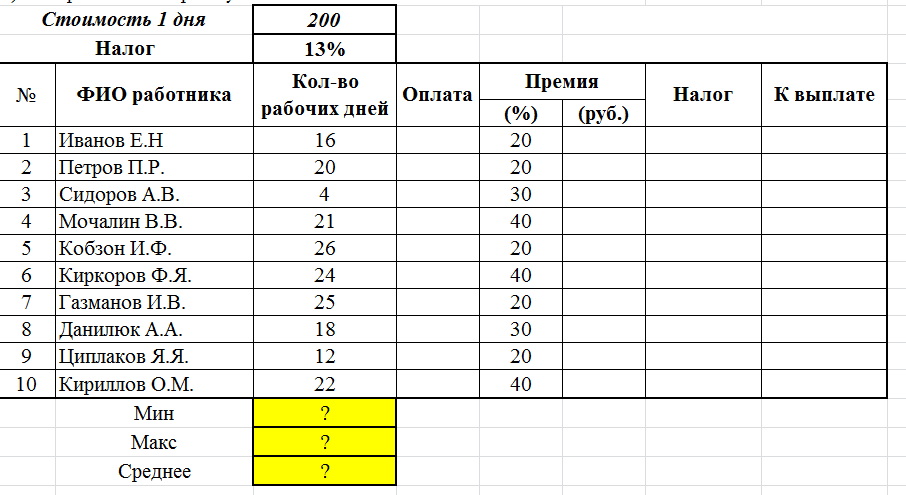 Стоимость 1 дня 200
Налог 13%
№ ФИО работника Кол-во рабочих дней Оплата Премия Налог К выплате
(%) (руб.)
1 Иванов Е.Н 16 20
2 Петров П.Р. 20 20
3 Сидоров А.В. 4 30
4 Мочалин В.В. 21 40
5 Кобзон И.Ф. 26 20
6 Киркоров Ф.Я. 24 40
7 Газманов И.В. 25 20
8 Данилюк А.А. 18 30
9 Циплаков Я.Я. 12 20
10 Кириллов О.М. 22 40
Мин ?
Макс ?
Среднее ?